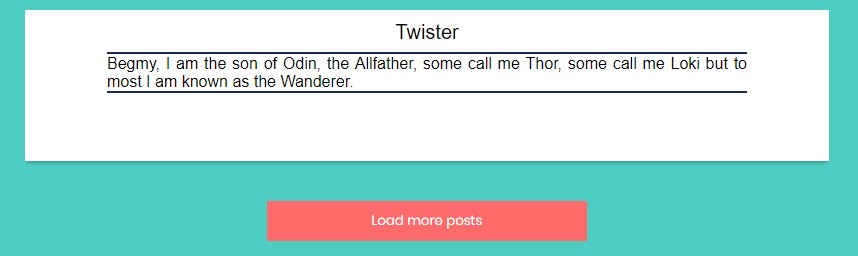 Twister
Begmy, I am the son of Odin, the Allfather, some call me Thor, some call me Loki but to
most I am known as the Wanderer.
Load more posts